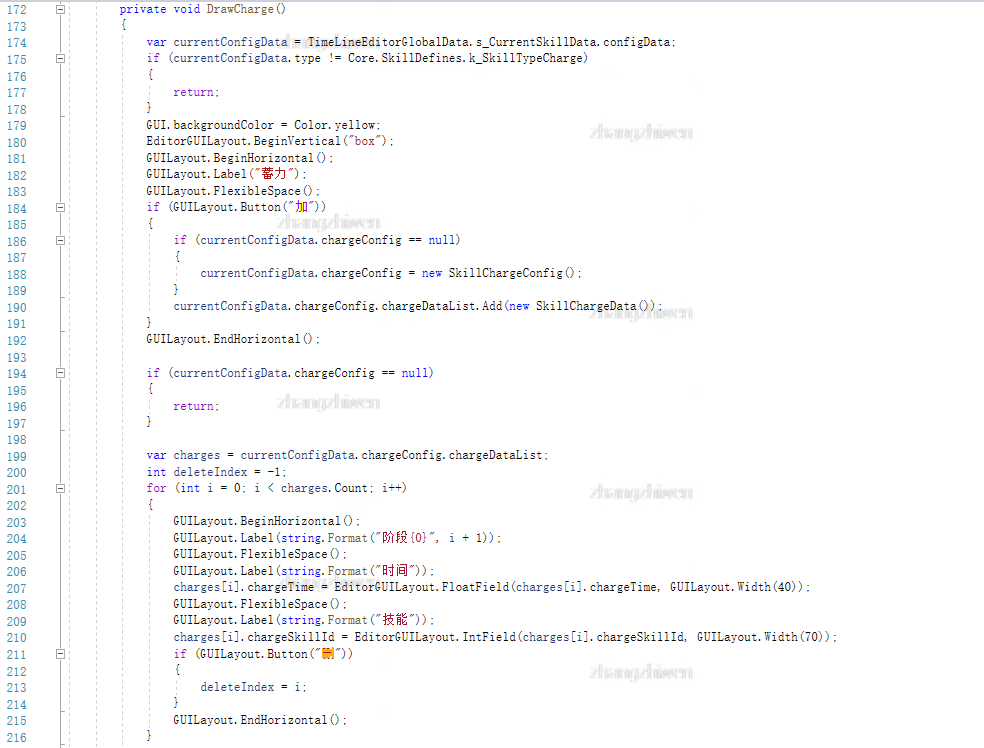 172 private void DrawCharge()
173 {
174 var currentConfigData = TimeLineEditorGlobalData.s_CurrentSkillData.configData;
175 if (currentConfigData.type != Core.SkillDefines.k_SkillTypeCharge)
176 {
177 return;
178 }
179 GUI.backgroundColor = Color.yellow;
180 EditorGUILayout.BeginVertical("box");
181 GUILayout.BeginHorizontal();
182 GUILayout.Label("蓄力");
183 GUILayout.FlexibleSpace();
184 if (GUILayout.Button("加"))
185 {
186 if (currentConfigData.chargeConfig == null)
187 {
188 currentConfigData.chargeConfig = new SkillChargeConfig();
189 }
190 currentConfigData.chargeConfig.chargeDataList.Add(new SkillChargeData());
191 }
192 GUILayout.EndHorizontal();
193
194 if (currentConfigData.chargeConfig == null)
195 {
196 return;
197 }
198
199 var charges = currentConfigData.chargeConfig.chargeDataList;
200 int deleteIndex = -1;
201 for (int i = 0; i < charges.Count; i++)
202 {
203 GUILayout.BeginHorizontal();
204 GUILayout.Label(string.Format("阶段{0}", i + 1));
205 GUILayout.FlexibleSpace();
206 GUILayout.Label(string.Format("时间"));
207 charges[i].chargeTime = EditorGUILayout.FloatField(charges[i].chargeTime, GUILayout.Width(40));
208 GUILayout.FlexibleSpace();
209 GUILayout.Label(string.Format("技能"));
210 charges[i].chargeSkillId = EditorGUILayout.IntField(charges[i].chargeSkillId, GUILayout.Width(70));
211 if (GUILayout.Button("删"))
212 {
213 deleteIndex = i;
214 }
215 GUILayout.EndHorizontal();
216 }
zhangzhiwen
zhangzhiwen
zhangzhiwen
zhangzhiwen
zhangzhiwen
zhangzhiwen
zhangzhiwen
zhangzhiwen